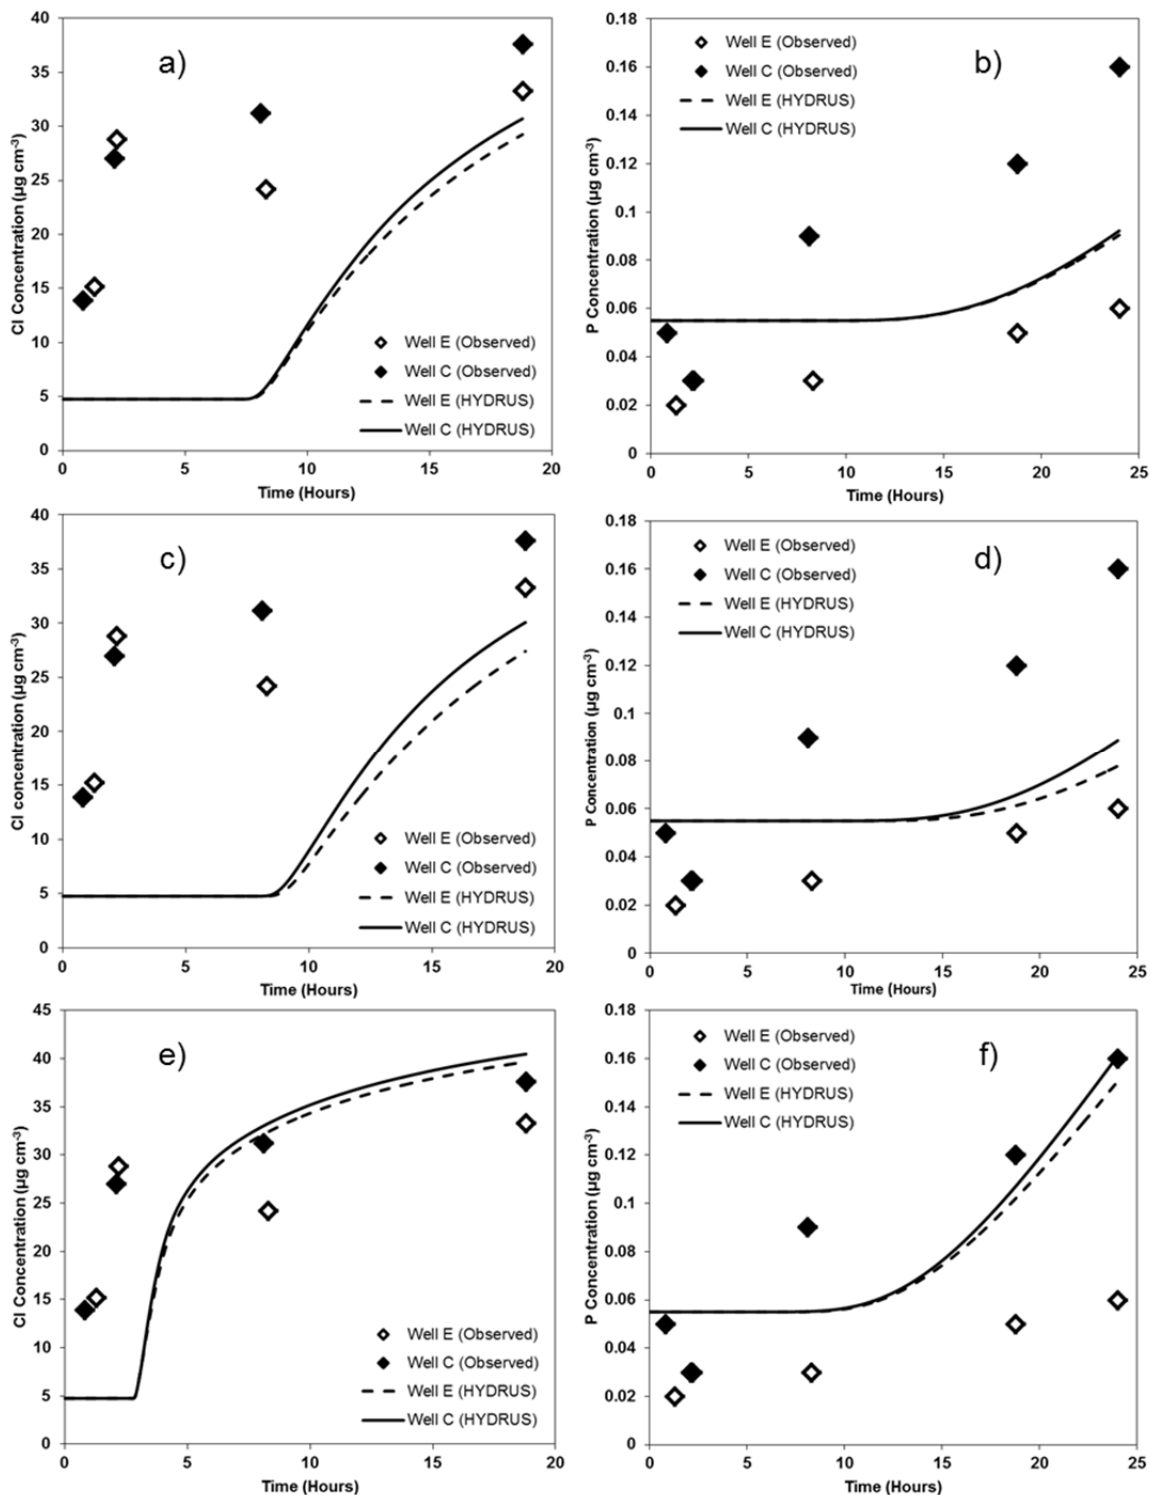 a)
Cl Concentration (µg cm⁻³)
40
35
30
25
20
15
10
5
0
Well E (Observed)
Well C (Observed)
Well E (HYDRUS)
Well C (HYDRUS)
0 5 10 15 20
Time (Hours)
b)
P Concentration (µg cm⁻³)
0.18
0.16
0.14
0.12
0.1
0.08
0.06
0.04
0.02
0
Well E (Observed)
Well C (Observed)
Well E (HYDRUS)
Well C (HYDRUS)
0 5 10 15 20 25
Time (Hours)
c)
Cl concentration (µg cm⁻³)
40
35
30
25
20
15
10
5
0
Well E (Observed)
Well C (Observed)
Well E (HYDRUS)
Well C (HYDRUS)
0 5 10 15 20
Time (Hours)
d)
P Concentration (µg cm⁻³)
0.18
0.16
0.14
0.12
0.1
0.08
0.06
0.04
0.02
0
Well E (Observed)
Well C (Observed)
Well E (HYDRUS)
Well C (HYDRUS)
0 5 10 15 20 25
Time (Hours)
e)
Cl Concentration (µg cm⁻³)
45
40
35
30
25
20
15
10
5
0
Well E (Observed)
Well C (Observed)
Well E (HYDRUS)
Well C (HYDRUS)
0 5 10 15 20
Time (Hours)
f)
P Concentration (µg cm⁻³)
0.18
0.16
0.14
0.12
0.1
0.08
0.06
0.04
0.02
0
Well E (Observed)
Well C (Observed)
Well E (HYDRUS)
Well C (HYDRUS)
0 5 10 15 20 25
Time (Hours)